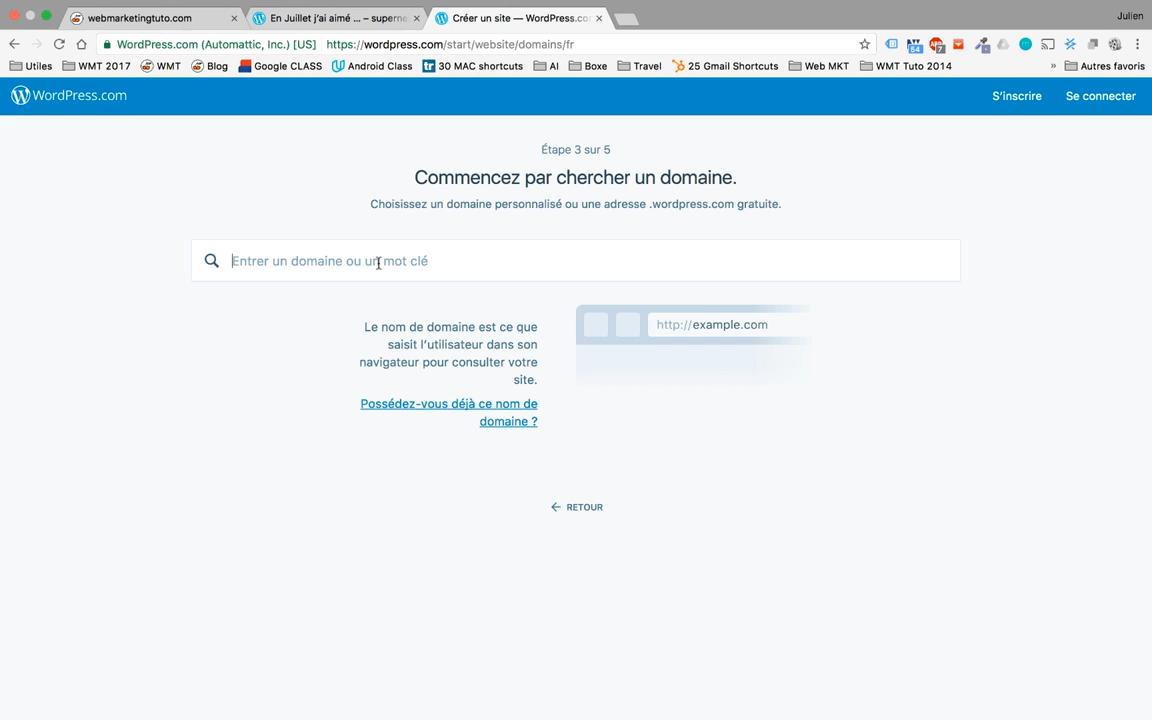 webmarketingtuto.com
En Juillet j'ai aimé ... – superne
Créer un site — WordPress.co
Julien
WordPress.com (Automattic, Inc.) [US]
https://wordpress.com/start/website/domains/fr
54
7
Utiles
WMT 2017
WMT
Blog
Google CLASS
Android Class
tr 30 MAC shortcuts
AI
Boxe
Travel
25 Gmail Shortcuts
Web MKT
WMT Tuto 2014
»
Autres favoris
WordPress.com
S'inscrire
Se connecter
Étape 3 sur 5
Commencez par chercher un domaine.
Choisissez un domaine personnalisé ou une adresse .wordpress.com gratuite.
Entrer un domaine ou un mot clé
Le nom de domaine est ce que
saisit l'utilisateur dans son
navigateur pour consulter votre
site.
http://example.com
Possédez-vous déjà ce nom de
domaine ?
← RETOUR